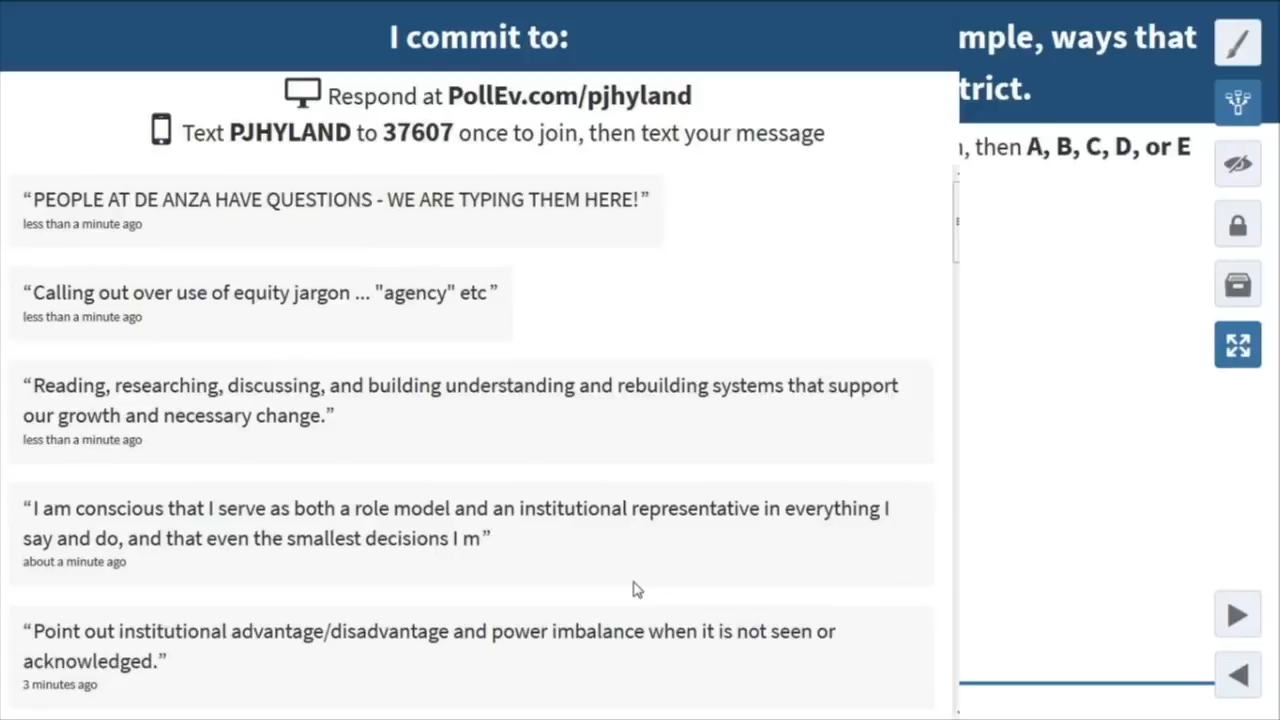 I commit to:
mple, ways that
trict.
Respond at PollEv.com/pjhyland
Text PJHYLAND to 37607 once to join, then text your message
, then A, B, C, D, or E
“PEOPLE AT DE ANZA HAVE QUESTIONS - WE ARE TYPING THEM HERE!”
less than a minute ago
“Calling out over use of equity jargon ... "agency" etc”
less than a minute ago
“Reading, researching, discussing, and building understanding and rebuilding systems that support
our growth and necessary change.”
less than a minute ago
“I am conscious that I serve as both a role model and an institutional representative in everything I
say and do, and that even the smallest decisions I m”
about a minute ago
“Point out institutional advantage/disadvantage and power imbalance when it is not seen or
acknowledged.”
3 minutes ago